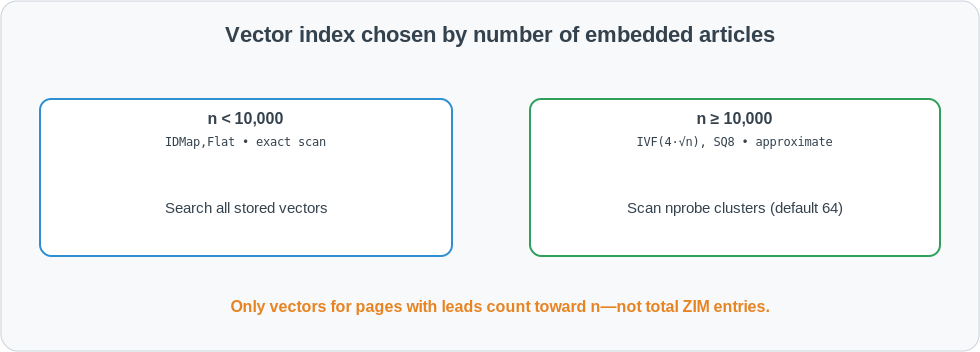 Vector index chosen by number of embedded articles
n < 10,000
IDMap,Flat • exact scan
Search all stored vectors
n ≥ 10,000
IVF(4·√n), SQ8 • approximate
Scan nprobe clusters (default 64)
Only vectors for pages with leads count toward n—not total ZIM entries.